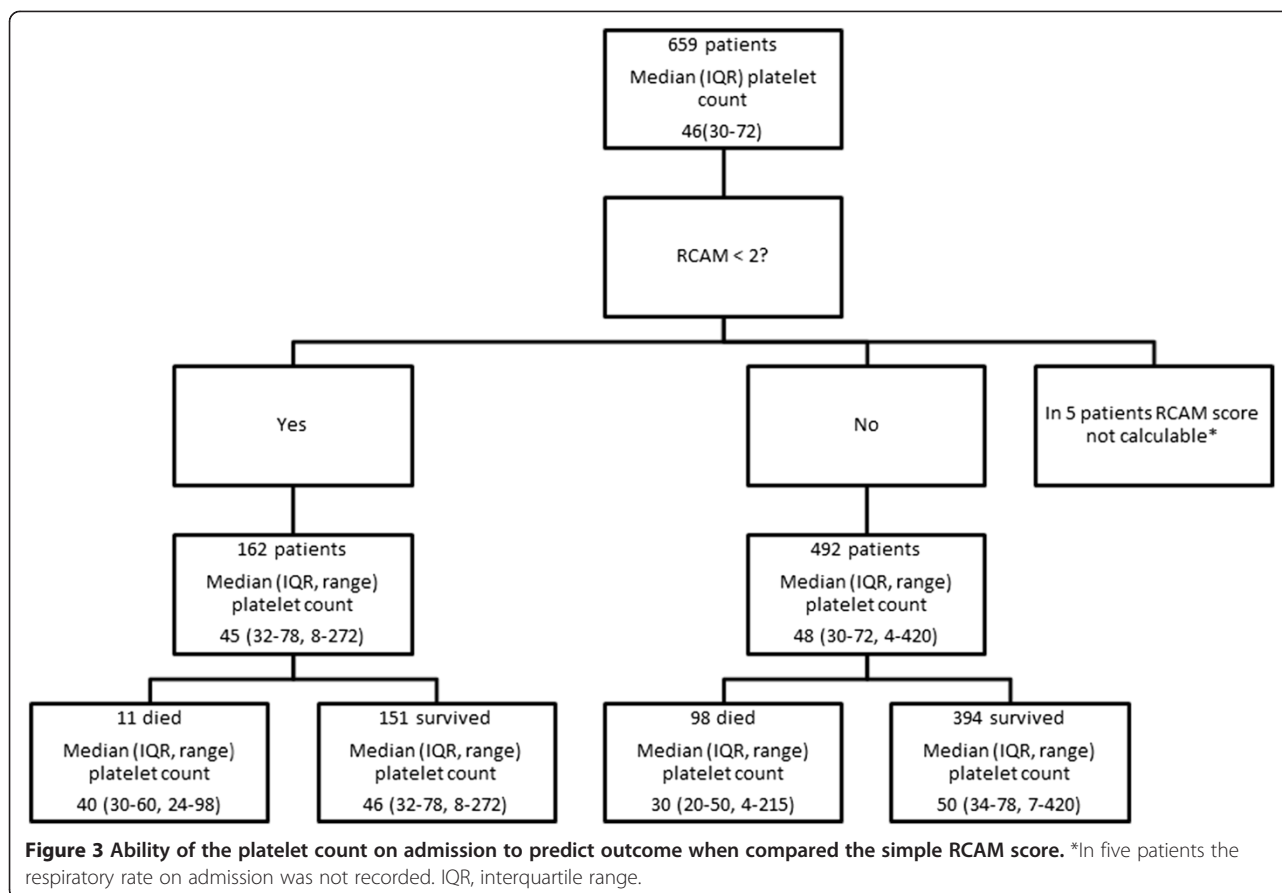 659 patients
Median (IQR) platelet
count
46(30-72)
RCAM < 2?
Yes
No
In 5 patients RCAM score
not calculable*
162 patients
Median (IQR, range)
platelet count
45 (32-78, 8-272)
492 patients
Median (IQR, range)
platelet count
48 (30-72, 4-420)
11 died
Median (IQR, range)
platelet count
40 (30-60, 24-98)
151 survived
Median (IQR, range)
platelet count
46 (32-78, 8-272)
98 died
Median (IQR, range)
platelet count
30 (20-50, 4-215)
394 survived
Median (IQR, range)
platelet count
50 (34-78, 7-420)
Figure 3 Ability of the platelet count on admission to predict outcome when compared the simple RCAM score. *In five patients the
respiratory rate on admission was not recorded. IQR, interquartile range.